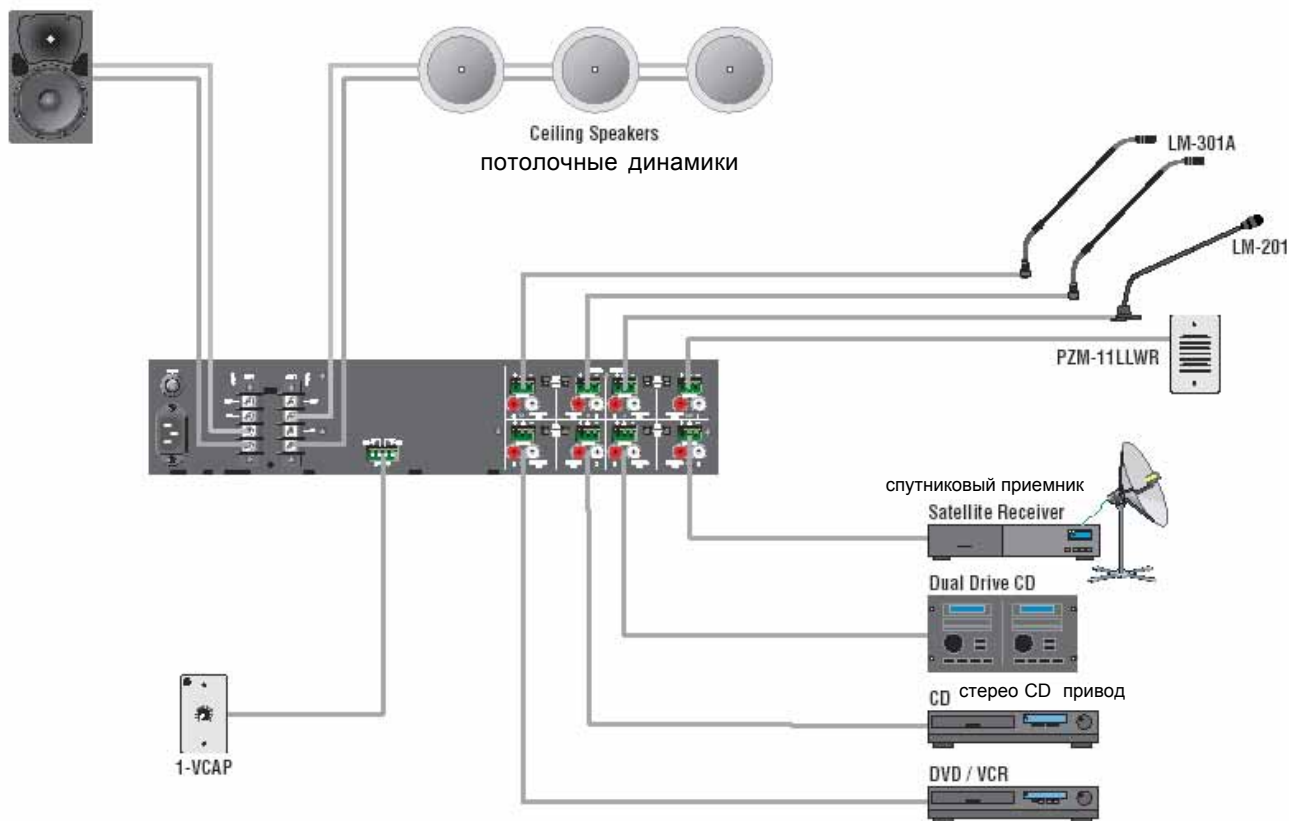 Ceiling Speakers
потолочные динамики
LM-301A
LM-201
PZM-11LLWR
спутниковый приемник
Satellite Receiver
Dual Drive CD
стерео CD привод
CD
DVD / VCR
1-VCAP